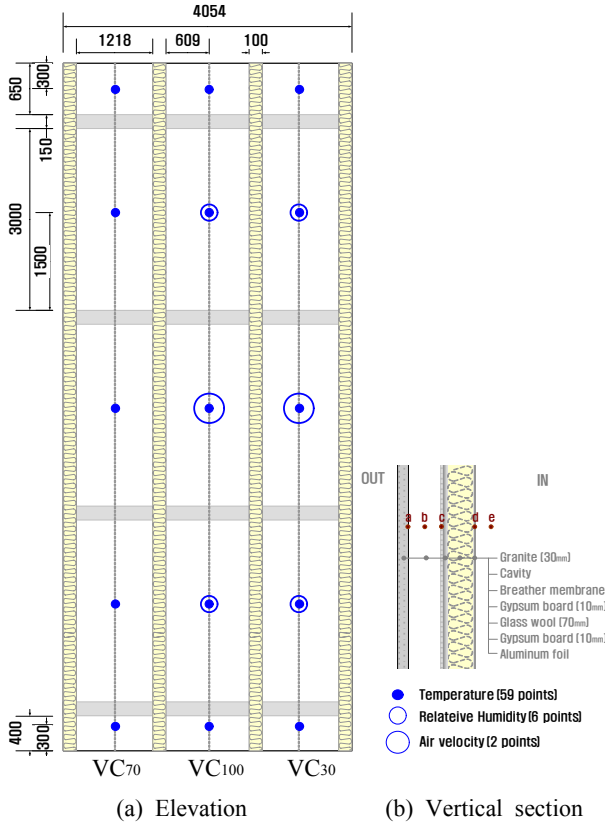 4054
1218
609
100
650
300
150
3000
1500
400
300
VC70
VC100
VC30
OUT
IN
a
b
c
d
e
Granite (30mm)
Cavity
Breather membrane
Gypsum board (10mm)
Glass wool (70mm)
Gypsum board (10mm)
Aluminum foil
Temperature (59 points)
Relateive Humidity (6 points)
Air velocity (2 points)
(a) Elevation
(b) Vertical section